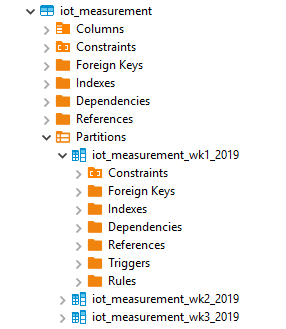 iot_measurement
Columns
Constraints
Foreign Keys
Indexes
Dependencies
References
Partitions
iot_measurement_wk1_2019
Constraints
Foreign Keys
Indexes
Dependencies
References
Triggers
Rules
iot_measurement_wk2_2019
iot_measurement_wk3_2019